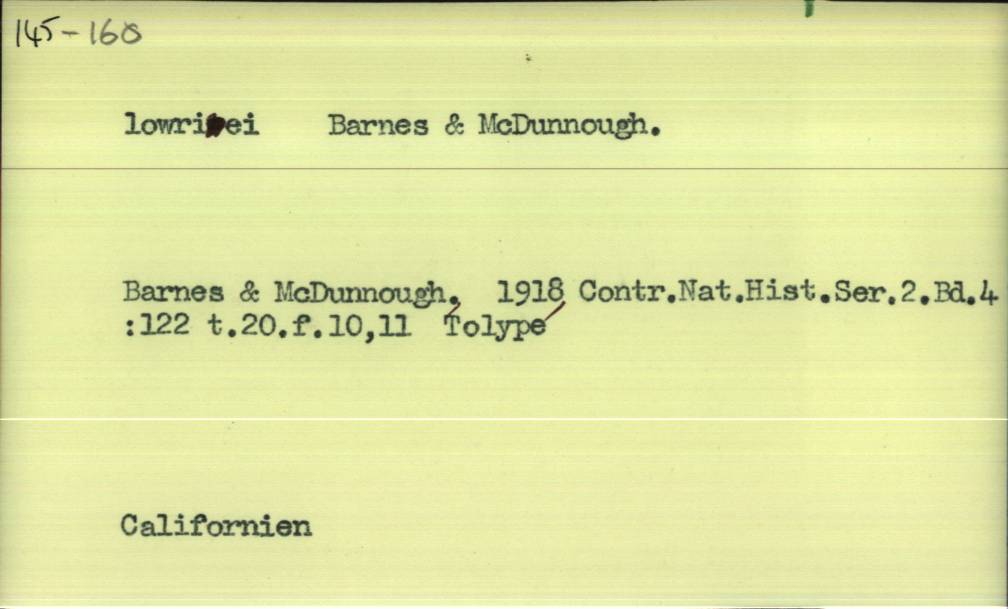 145-160
lowriei Barnes & McDunnough.
Barnes & McDunnough. 1918 Contr.Nat.Hist.Ser.2.Bd.4
:122 t.20.f.10,11 Tolype
Californien